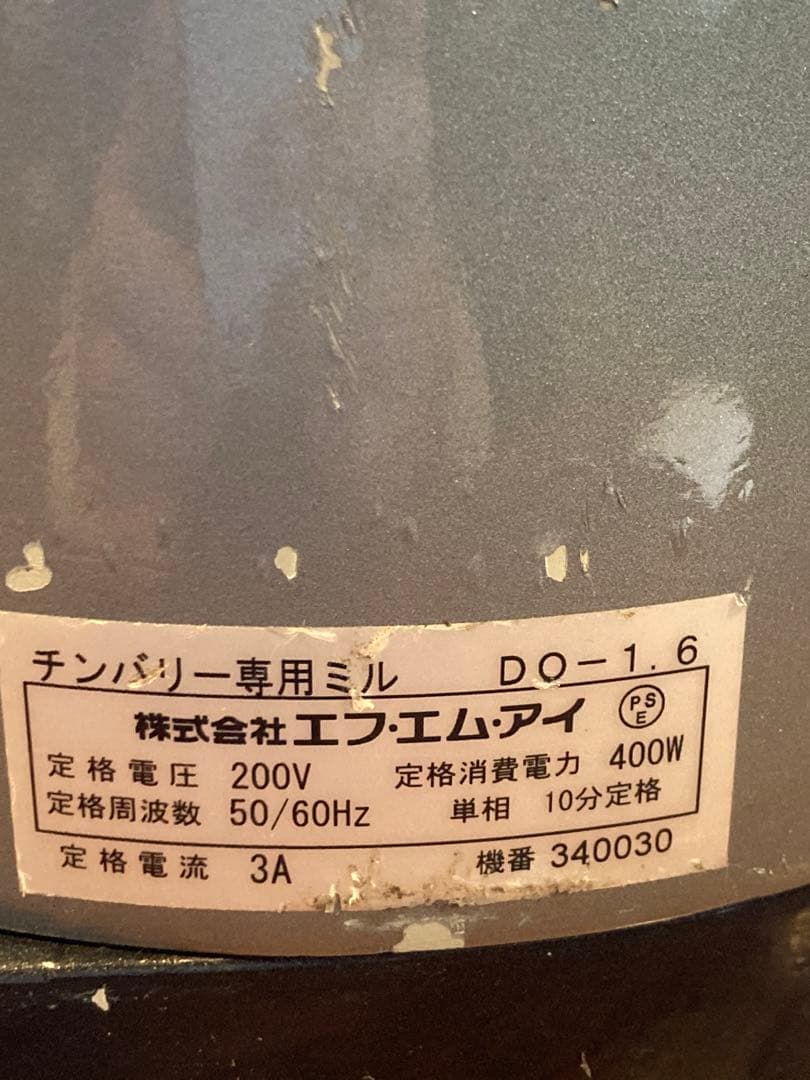 チンバリー専用ミル DO-1.6
株式会社エフ・エム・アイ PSE
定格電圧 200V 定格消費電力 400W
定格周波数 50/60Hz 単相 10分定格
定格電流 3A 機番 340030